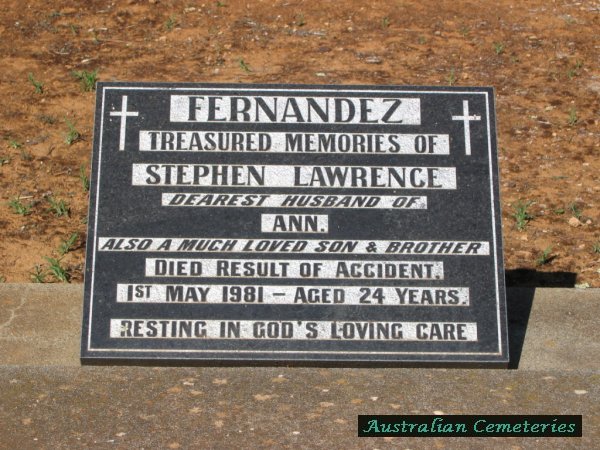 FERNANDEZ
TREASURED MEMORIES OF
STEPHEN LAWRENCE
DEAREST HUSBAND OF
ANN.
ALSO A MUCH LOVED SON & BROTHER
DIED RESULT OF ACCIDENT.
1ST MAY 1981 - AGED 24 YEARS.
RESTING IN GOD'S LOVING CARE
Australian Cemeteries